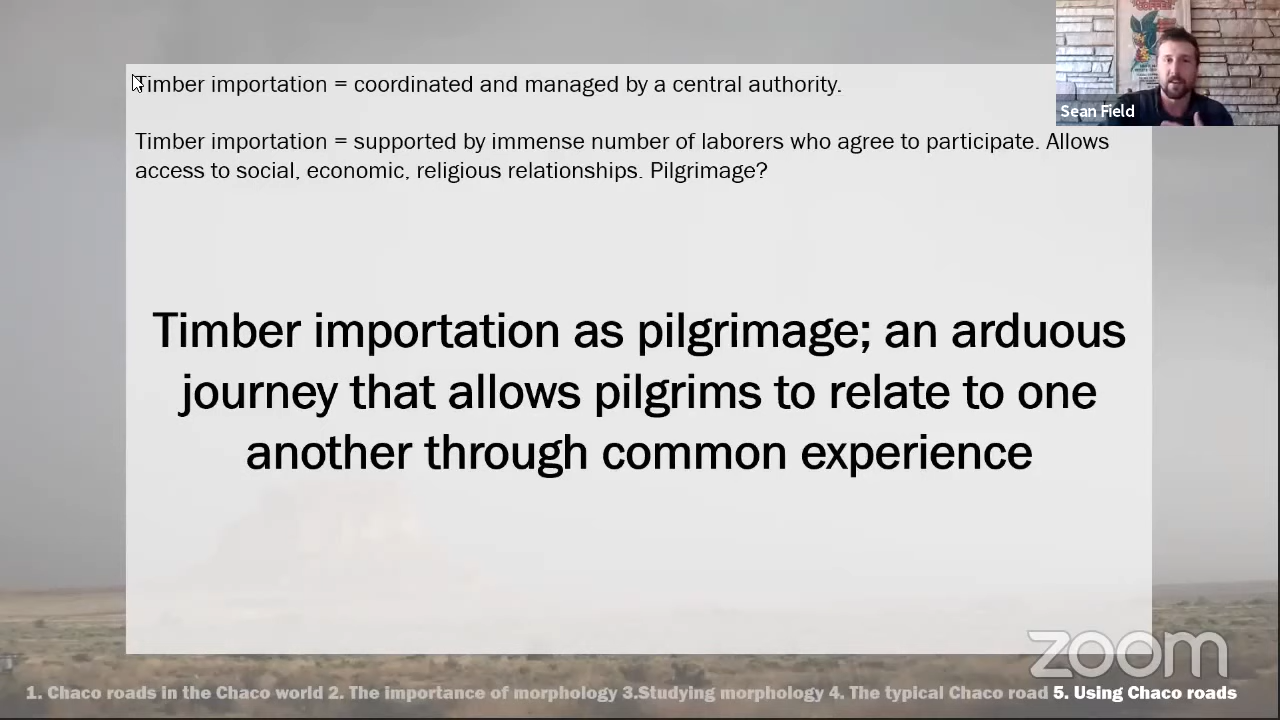 Timber importation = coordinated and managed by a central authority.
Sean Field
Timber importation = supported by immense number of laborers who agree to participate. Allows
access to social, economic, religious relationships. Pilgrimage?
Timber importation as pilgrimage; an arduous
journey that allows pilgrims to relate to one
another through common experience
zoom
1. Chaco roads in the Chaco world 2. The importance of morphology 3.Studying morphology 4. The typical Chaco road 5. Using Chaco roads